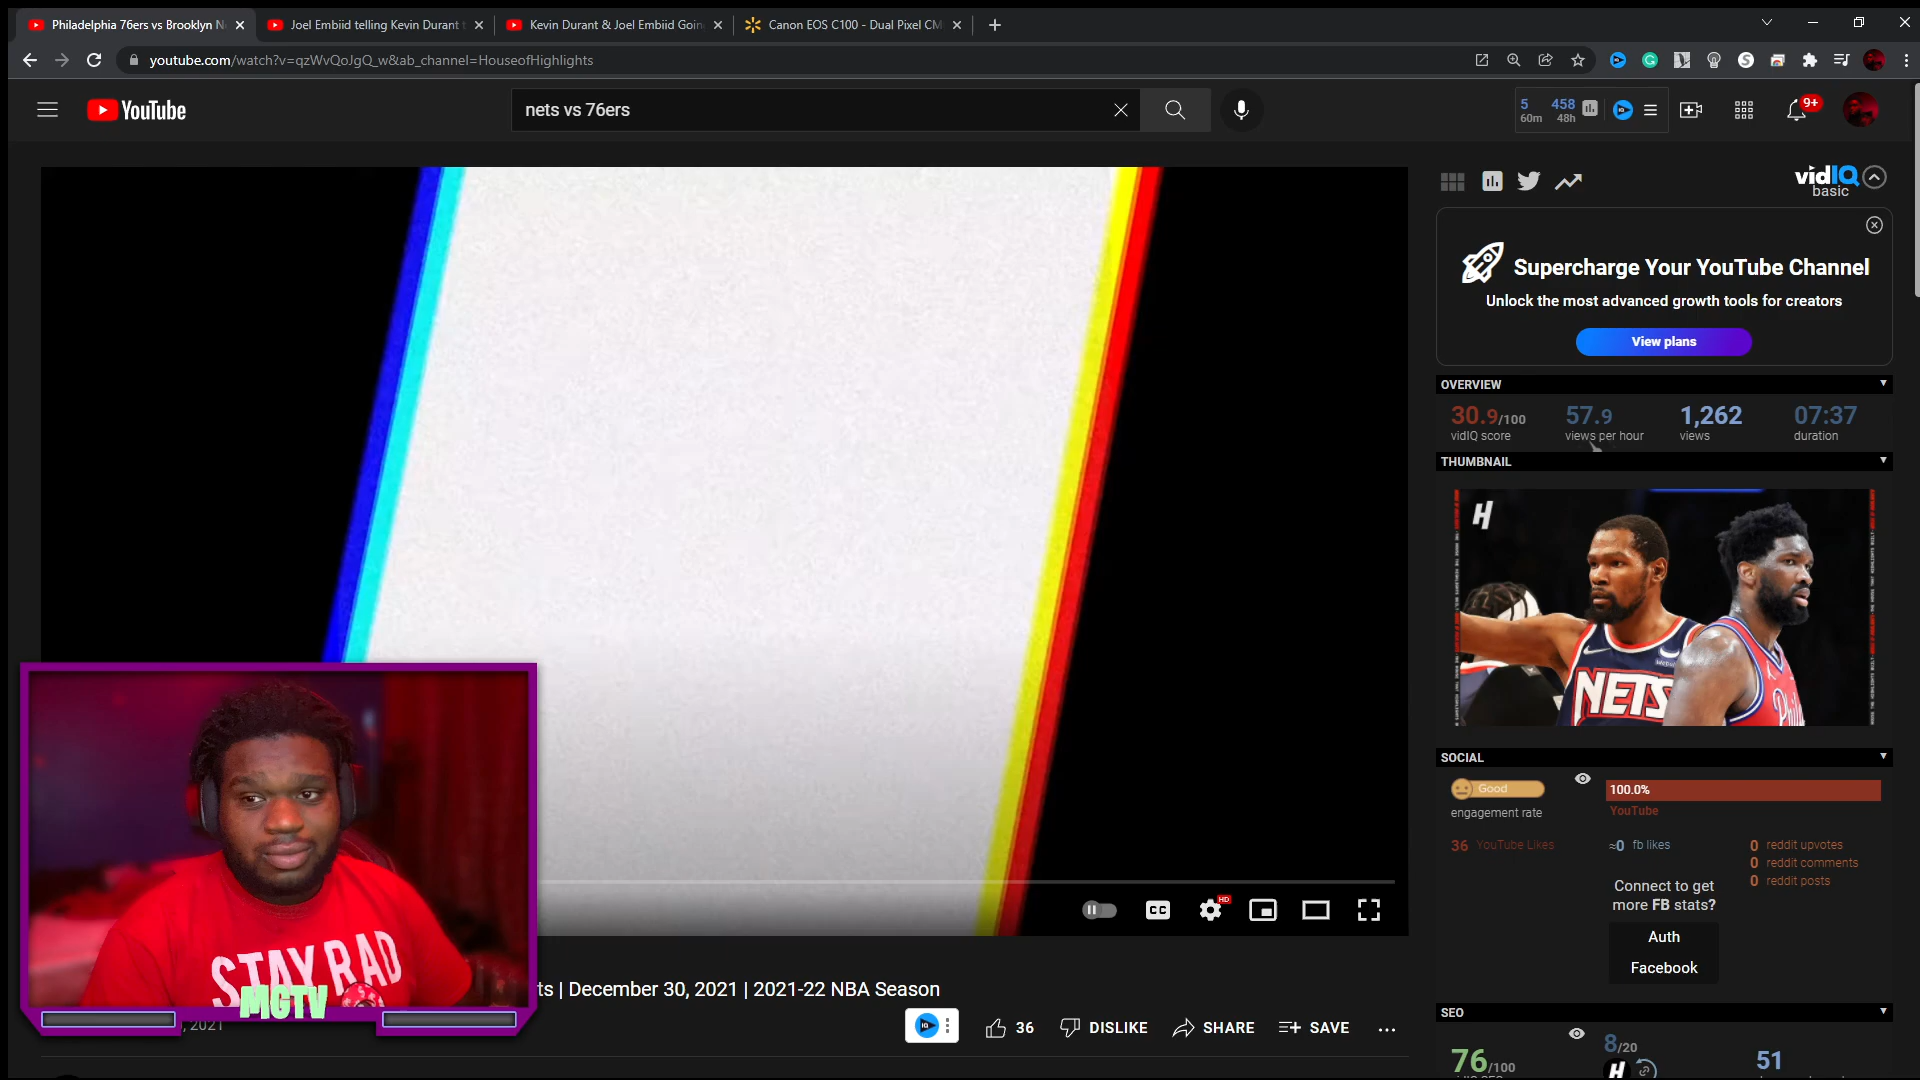 Philadelphia 76ers vs Brooklyn N
Joel Embiid telling Kevin Durant t
Kevin Durant & Joel Embiid Goin
Canon EOS C100 - Dual Pixel CM
youtube.com/watch?v=qzWvQoJgQ_w&ab_channel=HouseofHighlights
YouTube
nets vs 76ers
5 458
60m 48h
9+
vidIQ
basic
Supercharge Your YouTube Channel
Unlock the most advanced growth tools for creators
View plans
OVERVIEW
30.9/100 57.9 1,262 07:37
vidIQ score views per hour views duration
THUMBNAIL
H
NETS
Phil
SOCIAL
Good
engagement rate
100.0%
YouTube
36 YouTube Likes
≈0 fb likes
0 reddit upvotes
0 reddit comments
0 reddit posts
Connect to get
more FB stats?
Auth
Facebook
SEO
76/100
8/20
H
51
CC
HD
STAY RAD
MGTV
ts | December 30, 2021 | 2021-22 NBA Season
, 2021
36 DISLIKE SHARE SAVE